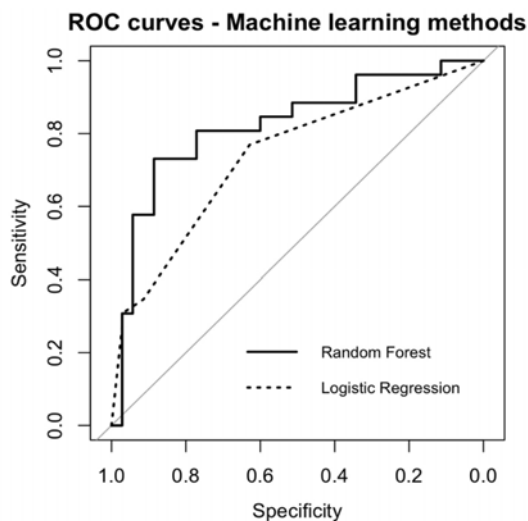 ROC curves - Machine learning methods
1.0
0.8
0.6
0.4
0.2
0.0
Sensitivity
Random Forest
Logistic Regression
1.0 0.8 0.6 0.4 0.2 0.0
Specificity